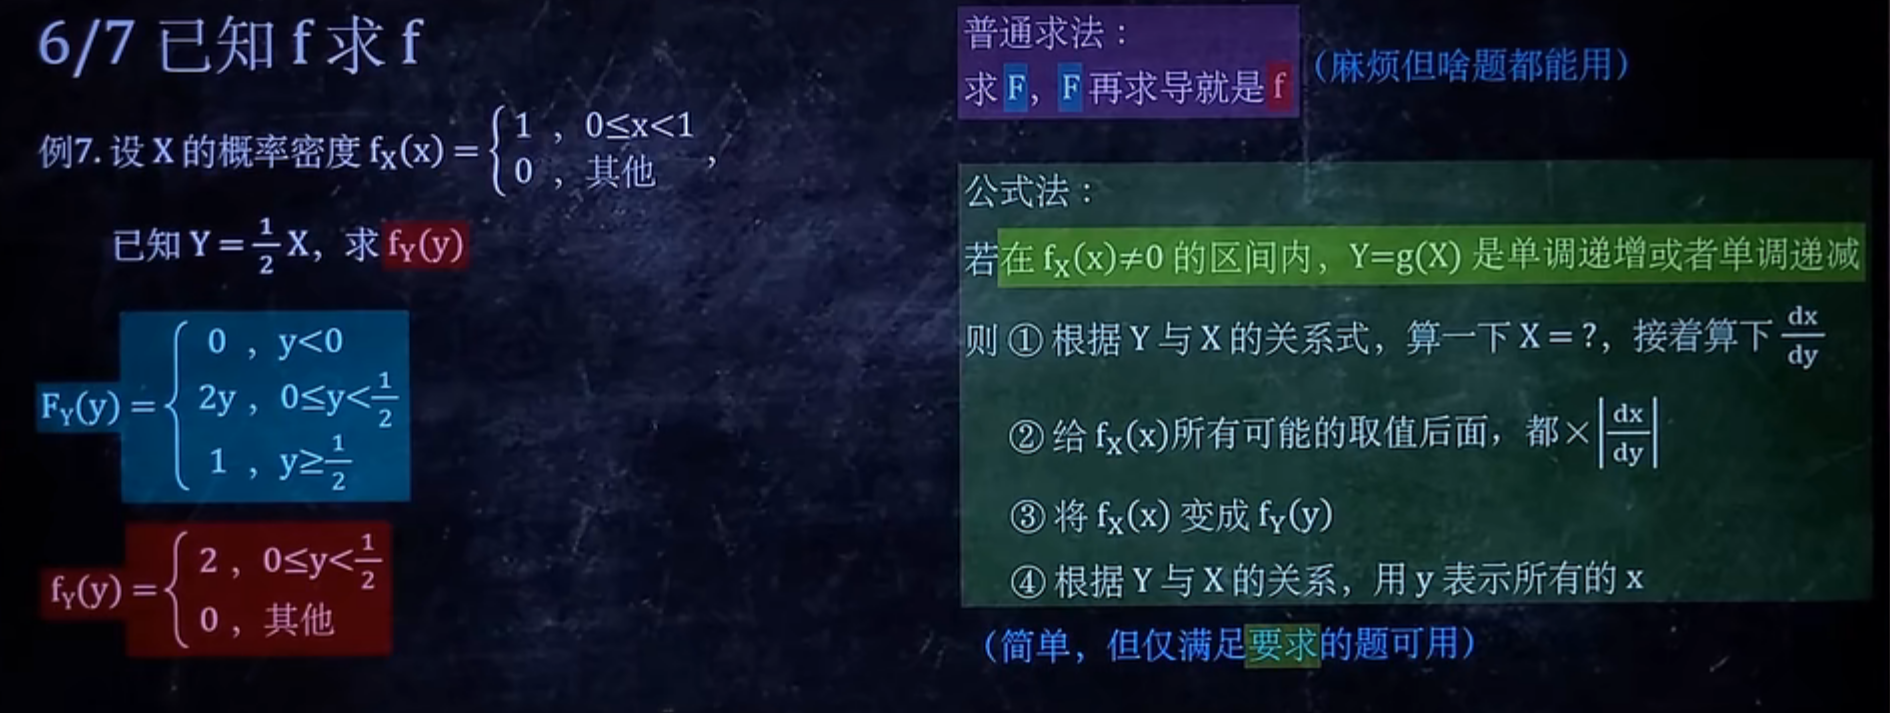 6/7 已知 f 求 f
例7. 设 X 的概率密度 fX(x) = { 1 , 0≤x<1
0 , 其他 ,
已知 Y = 1/2 X, 求 fY(y)
FY(y) = { 0 , y<0
2y , 0≤y<1/2
1 , y≥1/2
fY(y) = { 2 , 0≤y<1/2
0 , 其他
普通求法：
求 F, F 再求导就是 f
（麻烦但啥题都能用）
公式法：
若在 fX(x)≠0 的区间内，Y=g(X) 是单调递增或者单调递减
则 ① 根据 Y 与 X 的关系式，算一下 X = ?，接着算下 dx/dy
② 给 fX(x)所有可能的取值后面，都×|dx/dy|
③ 将 fX(x) 变成 fY(y)
④ 根据 Y 与 X 的关系，用 y 表示所有的 x
（简单，但仅满足要求的题可用）